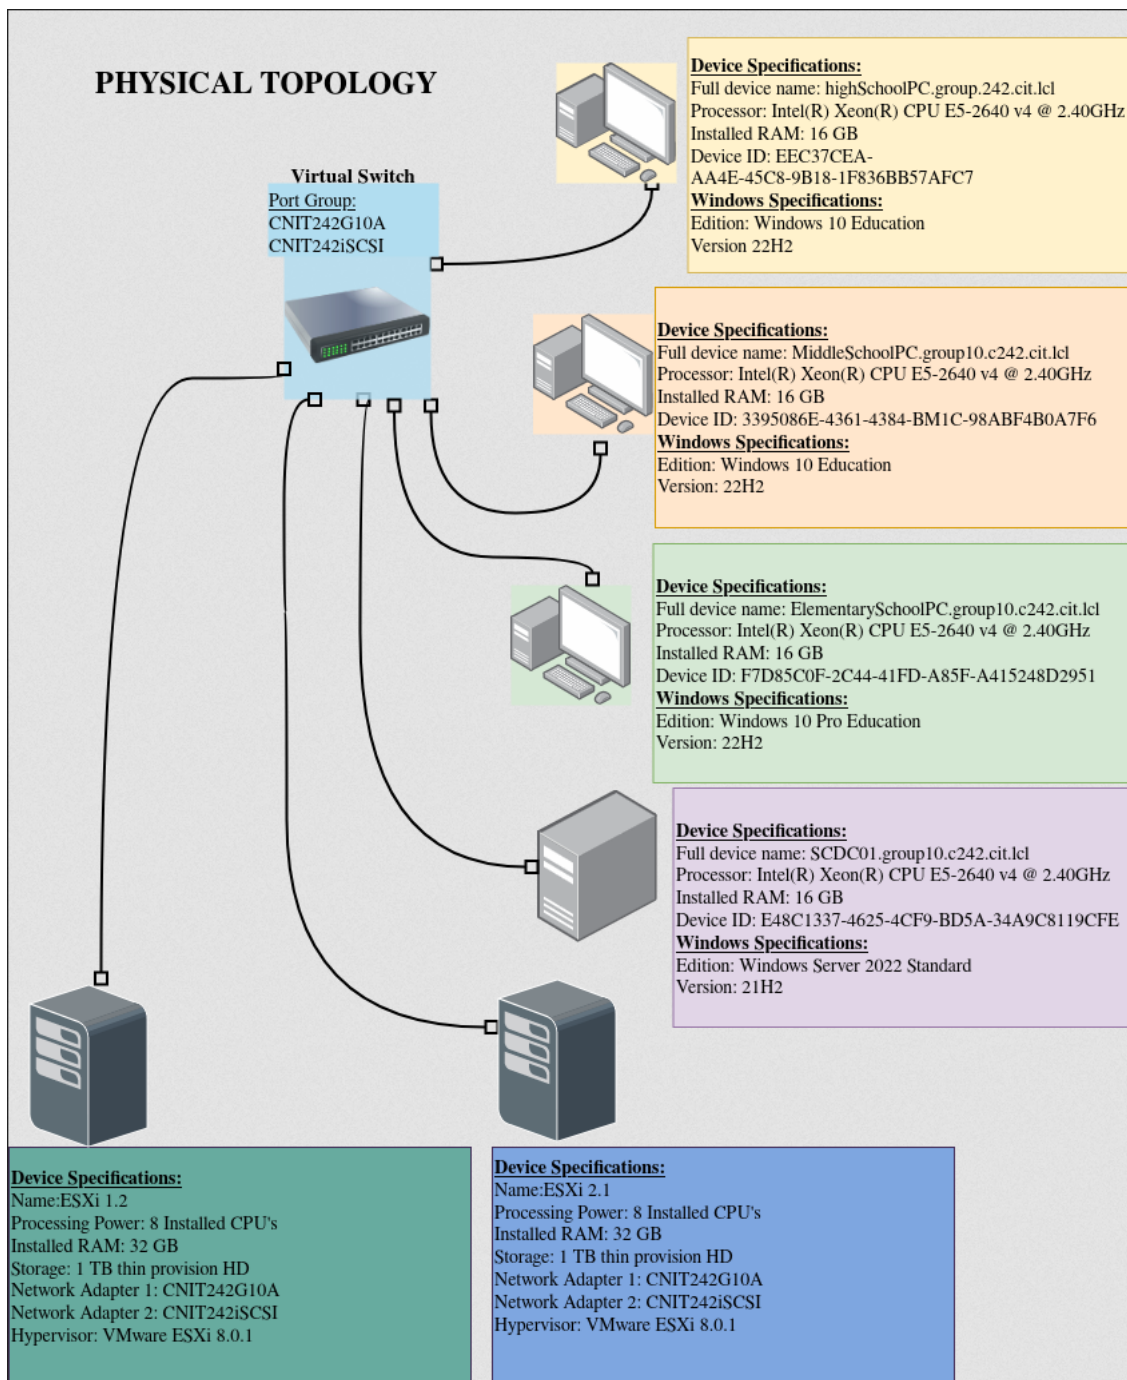 PHYSICAL TOPOLOGY
Virtual Switch
Port Group:
CNIT242G10A
CNIT242iSCSI
Device Specifications:
Full device name: highSchoolPC.group.242.cit.lcl
Processor: Intel(R) Xeon(R) CPU E5-2640 v4 @ 2.40GHz
Installed RAM: 16 GB
Device ID: EEC37CEA-
AA4E-45C8-9B18-1F836BB57AFC7
Windows Specifications:
Edition: Windows 10 Education
Version 22H2
Device Specifications:
Full device name: MiddleSchoolPC.group10.c242.cit.lcl
Processor: Intel(R) Xeon(R) CPU E5-2640 v4 @ 2.40GHz
Installed RAM: 16 GB
Device ID: 3395086E-4361-4384-BM1C-98ABF4B0A7F6
Windows Specifications:
Edition: Windows 10 Education
Version: 22H2
Device Specifications:
Full device name: ElementarySchoolPC.group10.c242.cit.lcl
Processor: Intel(R) Xeon(R) CPU E5-2640 v4 @ 2.40GHz
Installed RAM: 16 GB
Device ID: F7D85C0F-2C44-41FD-A85F-A415248D2951
Windows Specifications:
Edition: Windows 10 Pro Education
Version: 22H2
Device Specifications:
Full device name: SCDC01.group10.c242.cit.lcl
Processor: Intel(R) Xeon(R) CPU E5-2640 v4 @ 2.40GHz
Installed RAM: 16 GB
Device ID: E48C1337-4625-4CF9-BD5A-34A9C8119CFE
Windows Specifications:
Edition: Windows Server 2022 Standard
Version: 21H2
Device Specifications:
Name:ESXi 1.2
Processing Power: 8 Installed CPU's
Installed RAM: 32 GB
Storage: 1 TB thin provision HD
Network Adapter 1: CNIT242G10A
Network Adapter 2: CNIT242iSCSI
Hypervisor: VMware ESXi 8.0.1
Device Specifications:
Name:ESXi 2.1
Processing Power: 8 Installed CPU's
Installed RAM: 32 GB
Storage: 1 TB thin provision HD
Network Adapter 1: CNIT242G10A
Network Adapter 2: CNIT242iSCSI
Hypervisor: VMware ESXi 8.0.1